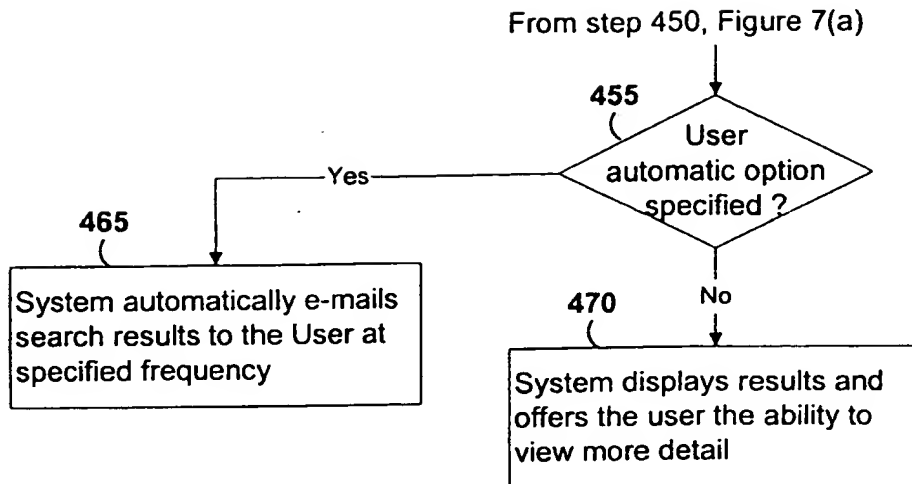 From step 450, Figure 7(a)
455
User
automatic option
specified ?
Yes
465
System automatically e-mails
search results to the User at
specified frequency
No
470
System displays results and
offers the user the ability to
view more detail